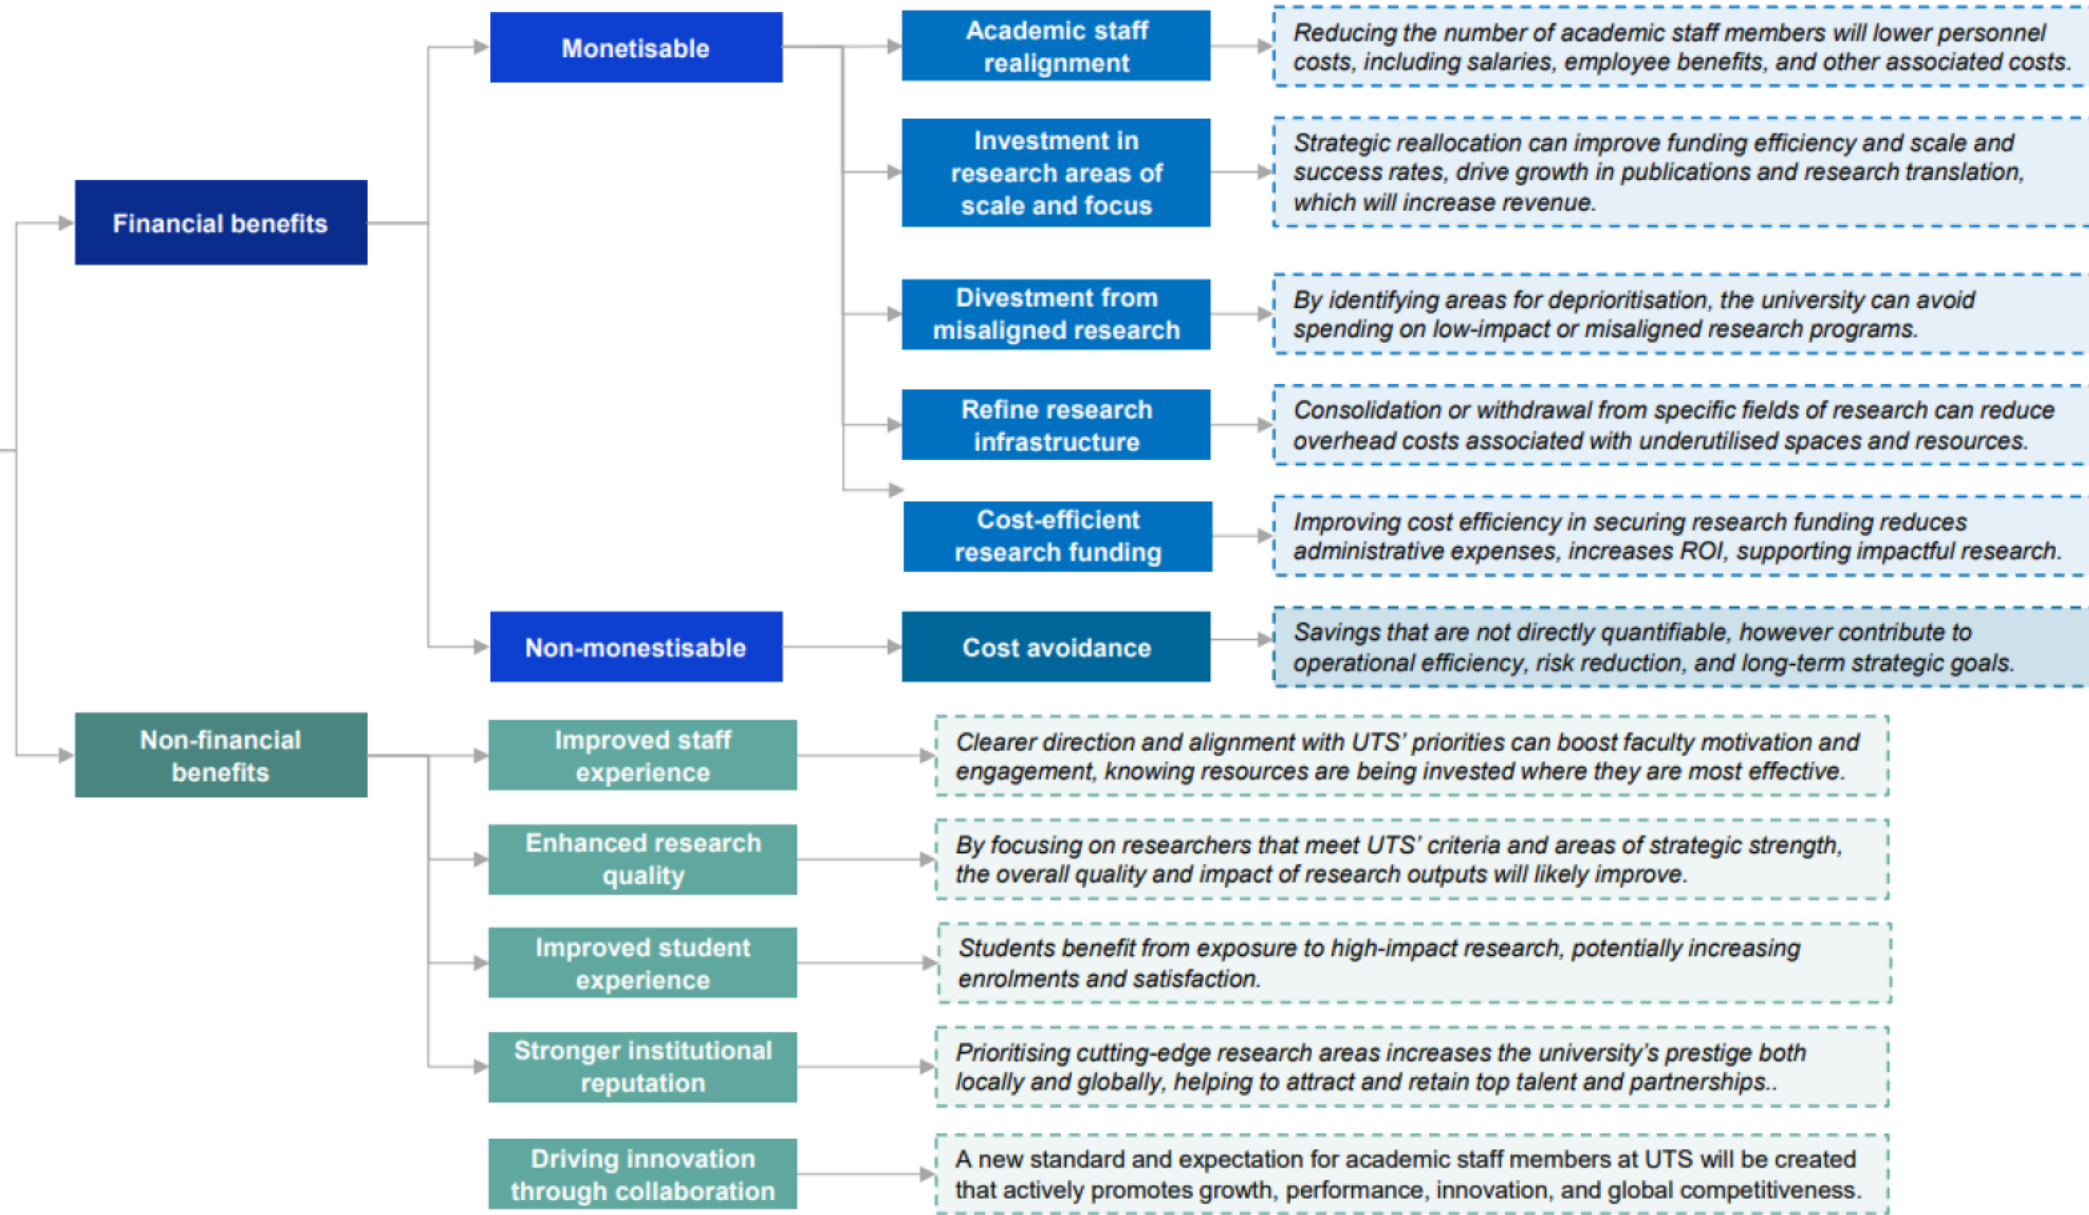 Financial benefits
Monetisable
Academic staff
realignment
Reducing the number of academic staff members will lower personnel
costs, including salaries, employee benefits, and other associated costs.
Investment in
research areas of
scale and focus
Strategic reallocation can improve funding efficiency and scale and
success rates, drive growth in publications and research translation,
which will increase revenue.
Divestment from
misaligned research
By identifying areas for deprioritisation, the university can avoid
spending on low-impact or misaligned research programs.
Refine research
infrastructure
Consolidation or withdrawal from specific fields of research can reduce
overhead costs associated with underutilised spaces and resources.
Cost-efficient
research funding
Improving cost efficiency in securing research funding reduces
administrative expenses, increases ROI, supporting impactful research.
Non-monestisable
Cost avoidance
Savings that are not directly quantifiable, however contribute to
operational efficiency, risk reduction, and long-term strategic goals.
Non-financial
benefits
Improved staff
experience
Clearer direction and alignment with UTS' priorities can boost faculty motivation and
engagement, knowing resources are being invested where they are most effective.
Enhanced research
quality
By focusing on researchers that meet UTS' criteria and areas of strategic strength,
the overall quality and impact of research outputs will likely improve.
Improved student
experience
Students benefit from exposure to high-impact research, potentially increasing
enrolments and satisfaction.
Stronger institutional
reputation
Prioritising cutting-edge research areas increases the university's prestige both
locally and globally, helping to attract and retain top talent and partnerships..
Driving innovation
through collaboration
A new standard and expectation for academic staff members at UTS will be created
that actively promotes growth, performance, innovation, and global competitiveness.